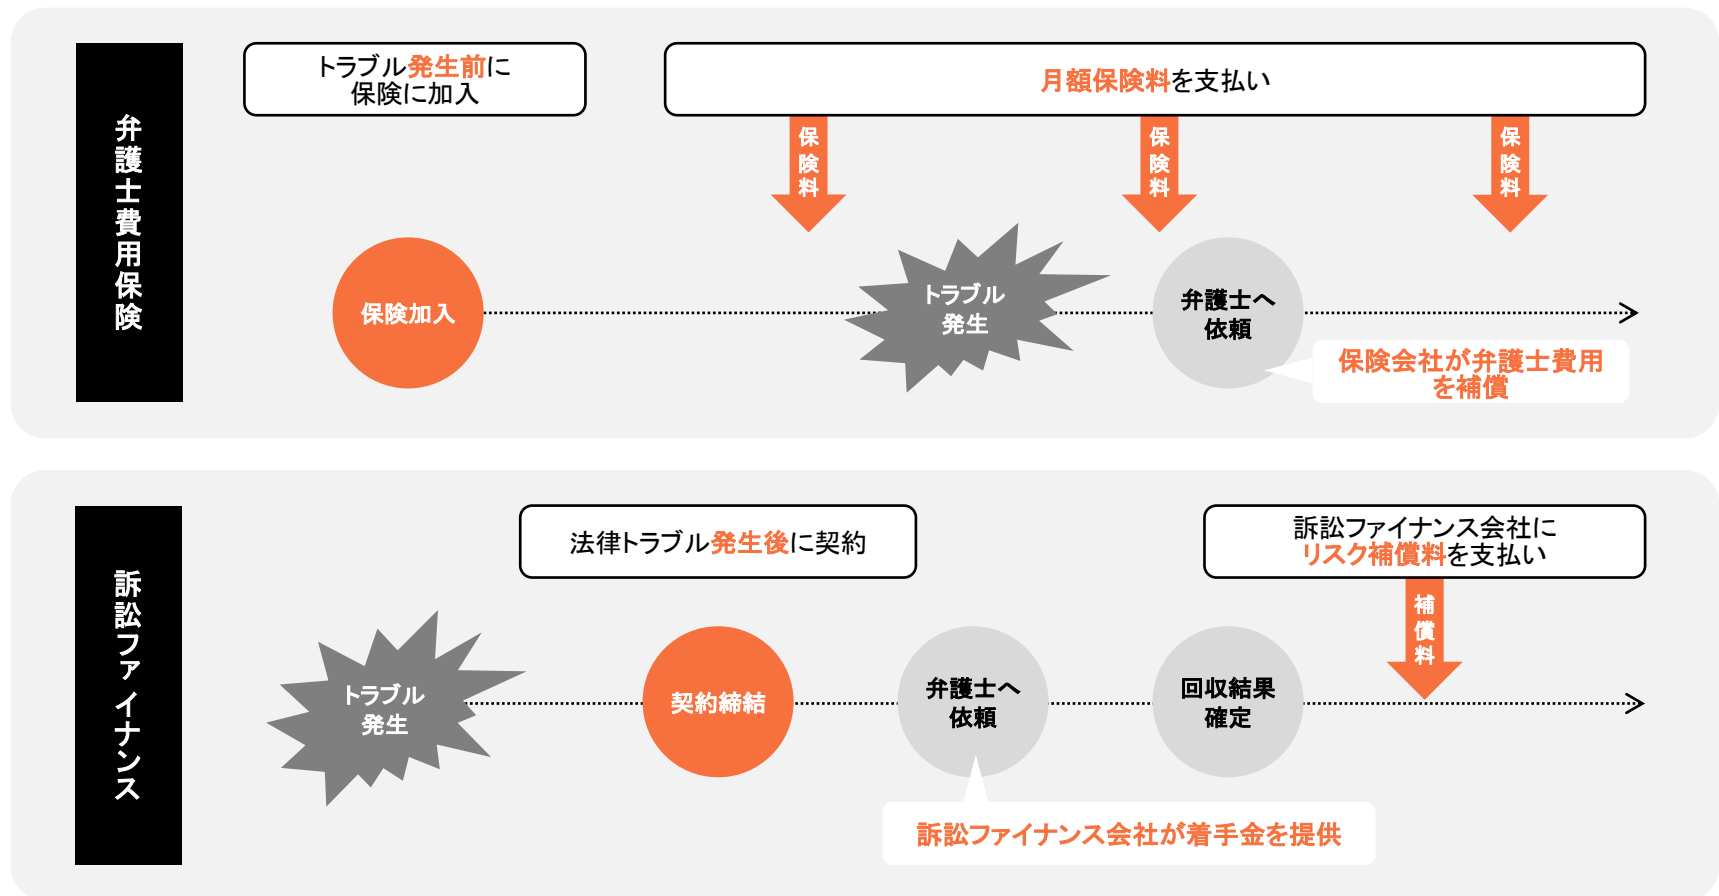 弁護士費用保険
トラブル発生前に
保険に加入
月額保険料を支払い
保険料
保険料
保険料
保険加入
トラブル
発生
弁護士へ
依頼
保険会社が弁護士費用
を補償
訴訟ファイナンス
法律トラブル発生後に契約
訴訟ファイナンス会社に
リスク補償料を支払い
補償料
トラブル
発生
契約締結
弁護士へ
依頼
回収結果
確定
訴訟ファイナンス会社が着手金を提供